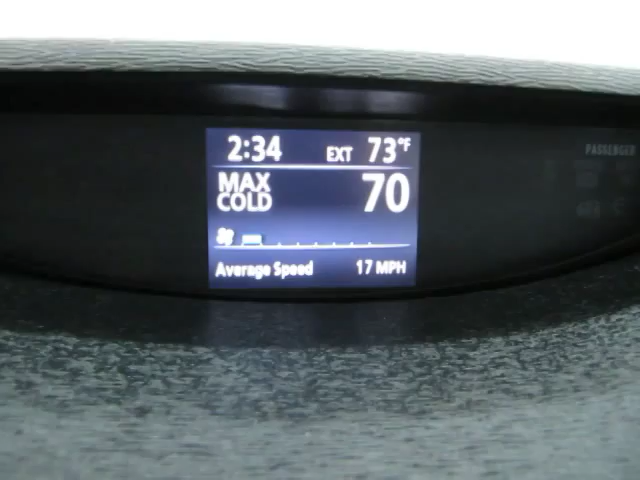 2:34 EXT 73°F
MAX COLD 70
Average Speed 17 MPH
PASSENGER